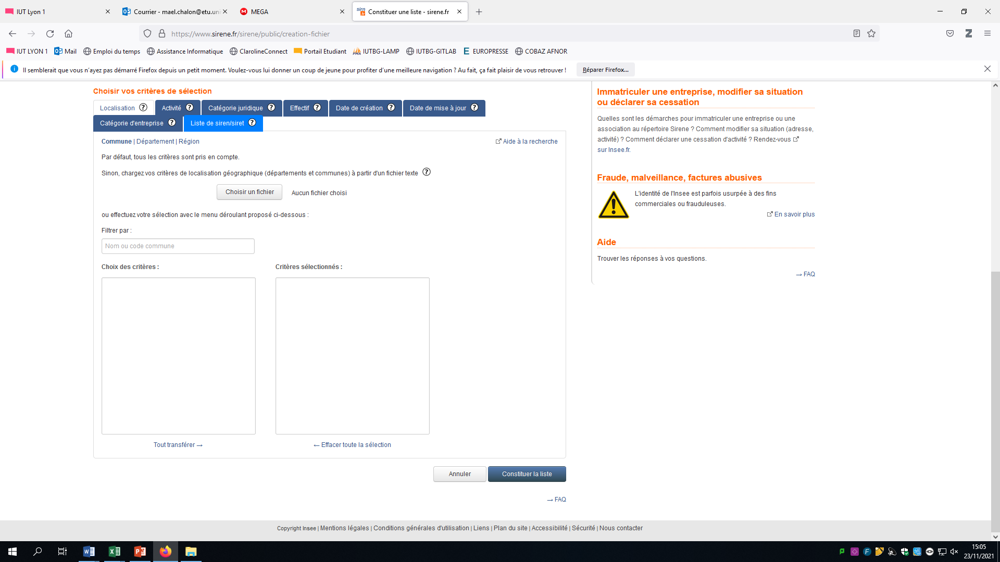 IUT Lyon 1
Courrier - mael.chalon@etu.uni
MEGA
Constituer une liste - sirene.fr
https://www.sirene.fr/sirene/public/creation-fichier
IUT LYON 1 Mail Emploi du temps Assistance Informatique ClarolineConnect Portail Etudiant IUTBG-LAMP IUTBG-GITLAB EUROPRESSE COBAZ AFNOR
Il semblerait que vous n’ayez pas démarré Firefox depuis un petit moment. Voulez-vous lui donner un coup de jeune pour profiter d’une meilleure navigation ? Au fait, ça fait plaisir de vous retrouver !
Réparer Firefox...
Choisir vos critères de sélection
Localisation ? Activité ? Catégorie juridique ? Effectif ? Date de création ? Date de mise à jour ?
Catégorie d'entreprise ? Liste de siren/siret ?
Commune | Département | Région
Aide à la recherche
Par défaut, tous les critères sont pris en compte.
Sinon, chargez vos critères de localisation géographique (départements et communes) à partir d'un fichier texte ?
Choisir un fichier
Aucun fichier choisi
ou effectuez votre sélection avec le menu déroulant proposé ci-dessous :
Filtrer par :
Nom ou code commune
Choix des critères :
Critères sélectionnés :
Tout transférer →
← Effacer toute la sélection
Annuler
Constituer la liste
→ FAQ
Immatriculer une entreprise, modifier sa situation
ou déclarer sa cessation
Quelles sont les démarches pour immatriculer une entreprise ou une
association au répertoire Sirene ? Comment modifier sa situation (adresse,
activité) ? Comment déclarer une cessation d'activité ? Rendez-vous
sur Insee.fr.
Fraude, malveillance, factures abusives
L'identité de l'Insee est parfois usurpée à des fins
commerciales ou frauduleuses.
En savoir plus
Aide
Trouver les réponses à vos questions.
→ FAQ
Copyright Insee | Mentions légales | Conditions générales d'utilisation | Liens | Plan du site | Accessibilité | Sécurité | Nous contacter
15:05
23/11/2021